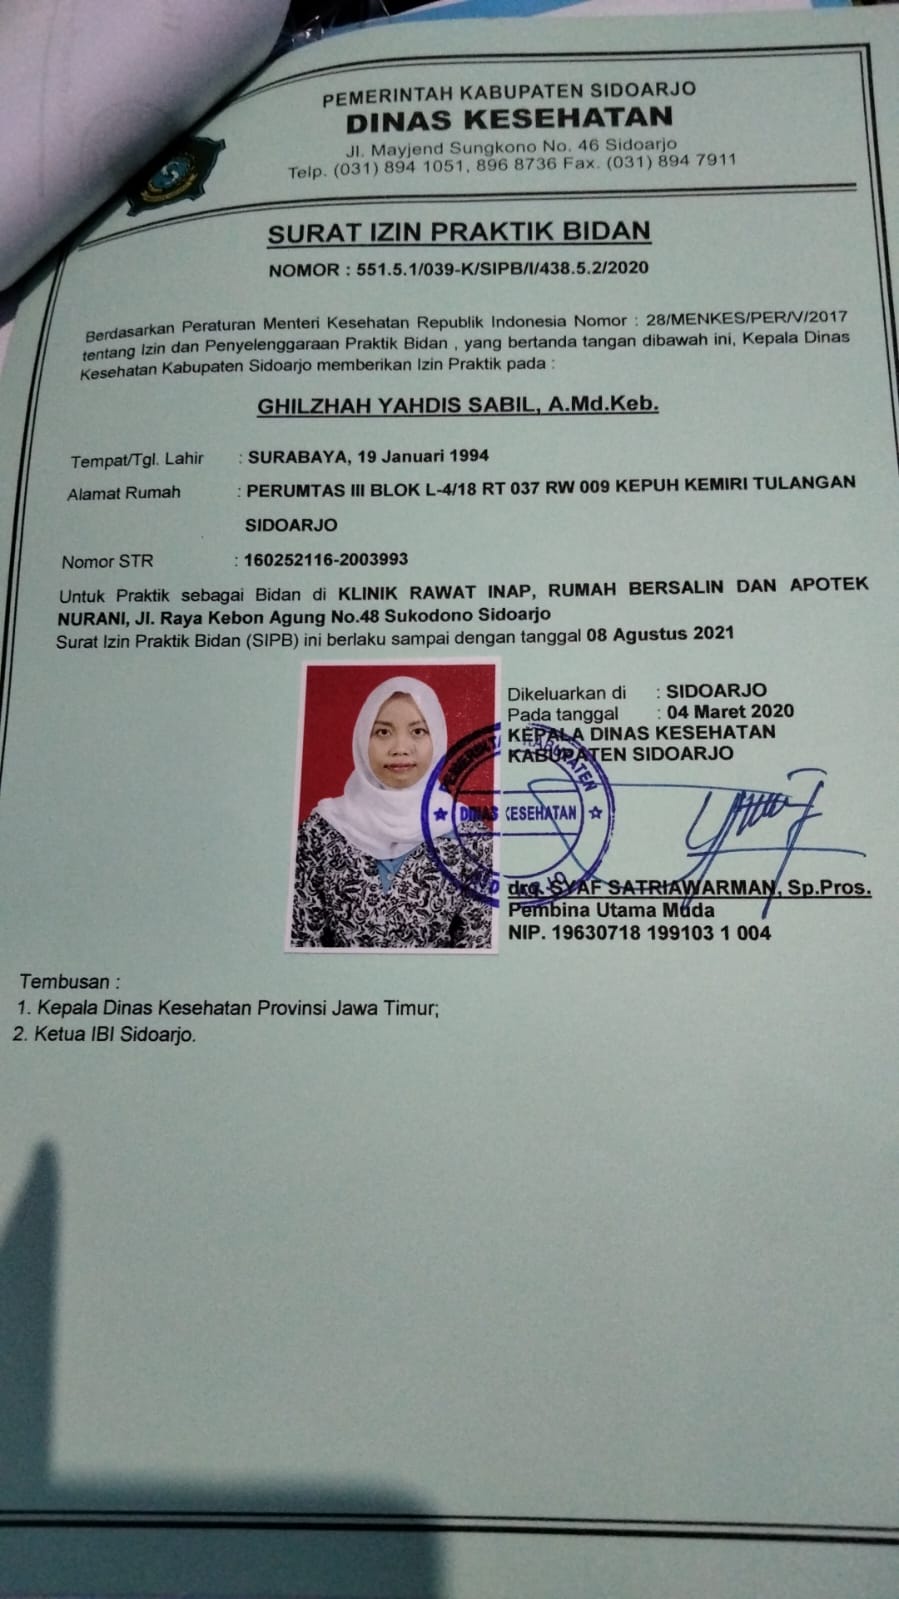 PEMERINTAH KABUPATEN SIDOARJO
DINAS KESEHATAN
Jl. Mayjend Sungkono No. 46 Sidoarjo
Telp. (031) 894 1051, 896 8736 Fax. (031) 894 7911
SURAT IZIN PRAKTIK BIDAN
NOMOR : 551.5.1/039-K/SIPB/I/438.5.2/2020
Berdasarkan Peraturan Menteri Kesehatan Republik Indonesia Nomor : 28/MENKES/PER/V/2017
tentang Izin dan Penyelenggaraan Praktik Bidan , yang bertanda tangan dibawah ini, Kepala Dinas
Kesehatan Kabupaten Sidoarjo memberikan Izin Praktik pada :
GHILZHAH YAHDIS SABIL, A.Md.Keb.
Tempat/Tgl. Lahir : SURABAYA, 19 Januari 1994
Alamat Rumah : PERUMTAS III BLOK L-4/18 RT 037 RW 009 KEPUH KEMIRI TULANGAN
SIDOARJO
Nomor STR : 160252116-2003993
Untuk Praktik sebagai Bidan di KLINIK RAWAT INAP, RUMAH BERSALIN DAN APOTEK
NURANI, Jl. Raya Kebon Agung No.48 Sukodono Sidoarjo
Surat Izin Praktik Bidan (SIPB) ini berlaku sampai dengan tanggal 08 Agustus 2021
Dikeluarkan di : SIDOARJO
Pada tanggal : 04 Maret 2020
KEPALA DINAS KESEHATAN
KABUPATEN SIDOARJO
DINAS KESEHATAN
drg. SYAF SATRIAWARMAN, Sp.Pros.
Pembina Utama Muda
NIP. 19630718 199103 1 004
Tembusan :
1. Kepala Dinas Kesehatan Provinsi Jawa Timur;
2. Ketua IBI Sidoarjo.